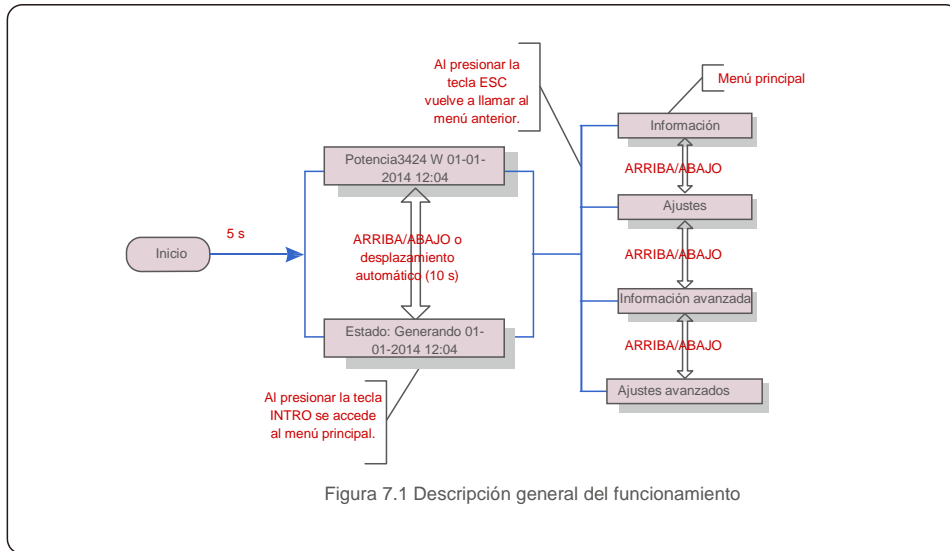 Al presionar la
tecla ESC
vuelve a llamar al
menú anterior.
Menú principal
Información
ARRIBA/ABAJO
Ajustes
ARRIBA/ABAJO
Información avanzada
ARRIBA/ABAJO
Ajustes avanzados
Potencia3424 W 01-01-
2014 12:04
Inicio
5 s
ARRIBA/ABAJO o
desplazamiento
automático (10 s)
Estado: Generando 01-
01-2014 12:04
Al presionar la tecla
INTRO se accede
al menú principal.
Figura 7.1 Descripción general del funcionamiento